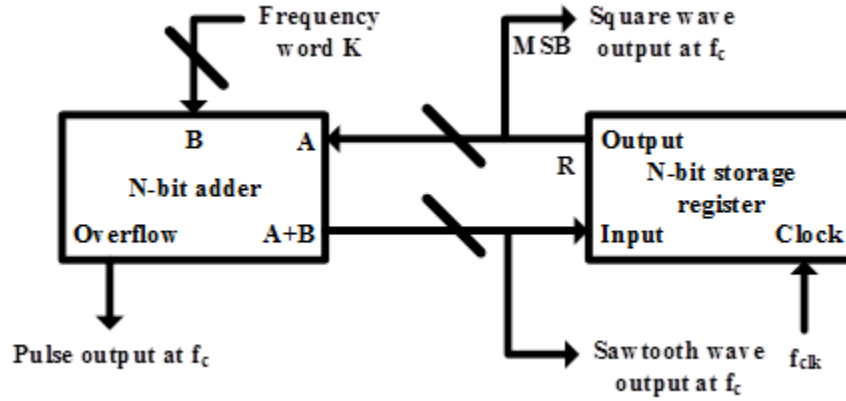 Frequency
word K
Square wave
output at fc
MSB
B
A
N-bit adder
Overflow
A+B
R
Output
N-bit storage
register
Input
Clock
Pulse output at fc
Sawtooth wave
output at fc
fclk